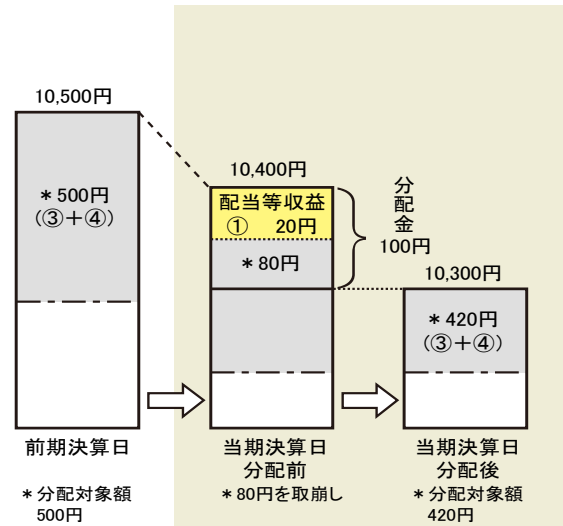 10,500円
＊500円
（③＋④）
前期決算日
＊分配対象額
500円
10,400円
配当等収益
① 20円
＊80円
分配金
100円
当期決算日
分配前
＊80円を取崩し
10,300円
＊420円
（③＋④）
当期決算日
分配後
＊分配対象額
420円